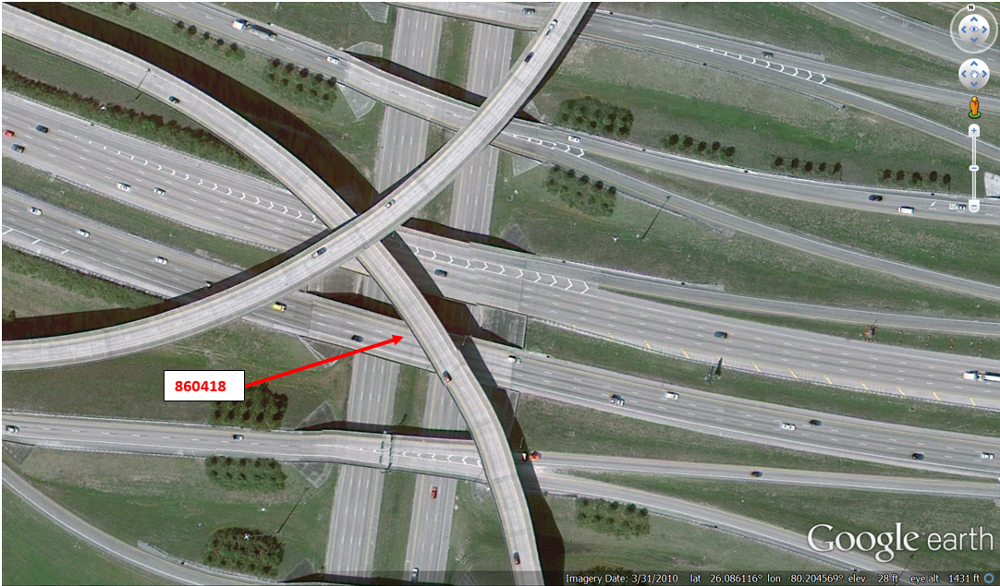 N
860418
Google earth
Imagery Date: 3/31/2010 lat 26.086116° lon -80.204569° elev 28 ft eye alt 1431 ft